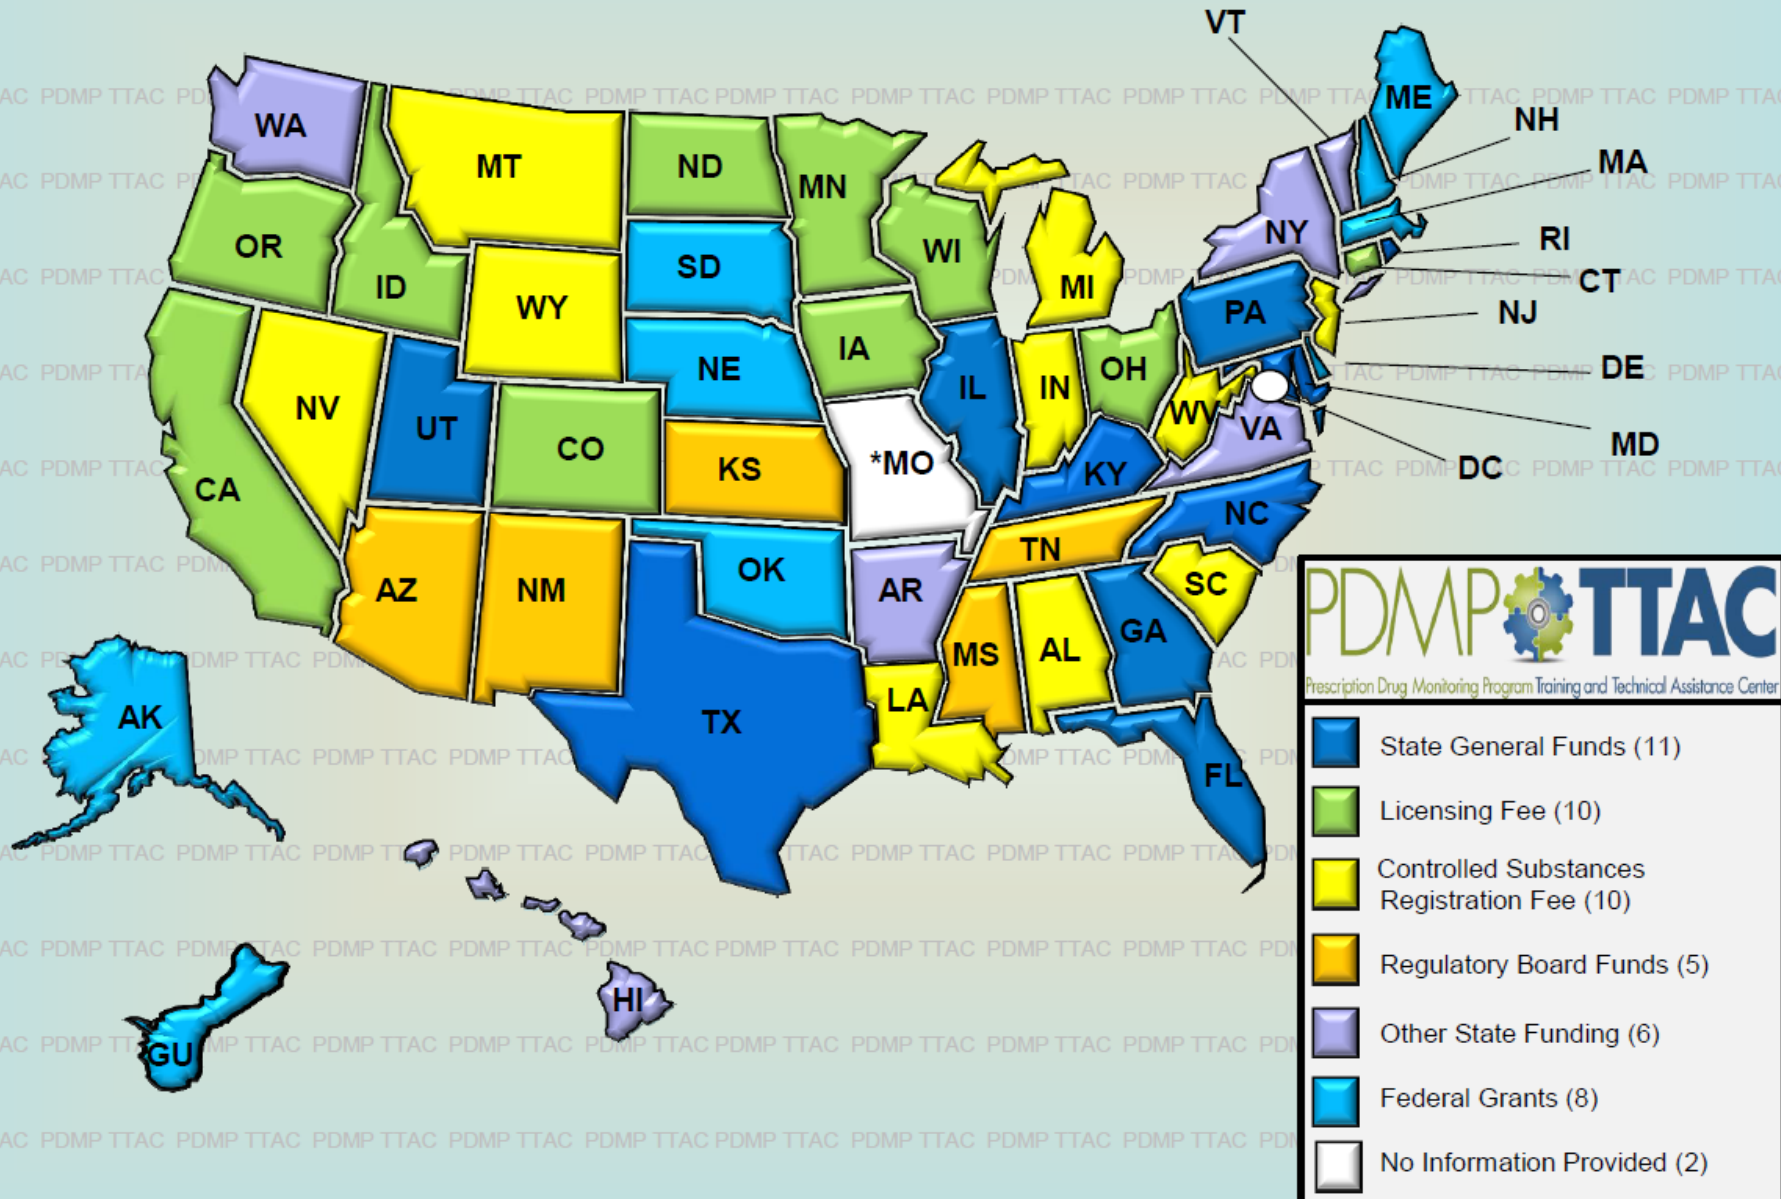 VT
ME
WA
NH
MT
ND
MN
MA
OR
ID
SD
WI
NY
RI
MI
CT
WY
PA
NJ
NE
IA
OH
DE
NV
UT
IL
IN
WV
VA
MD
CO
KS
*MO
KY
DC
CA
NC
AZ
NM
OK
AR
TN
SC
MS
AL
GA
LA
TX
FL
AK
HI
GU
PDMP TTAC
Prescription Drug Monitoring Program Training and Technical Assistance Center
State General Funds (11)
Licensing Fee (10)
Controlled Substances
Registration Fee (10)
Regulatory Board Funds (5)
Other State Funding (6)
Federal Grants (8)
No Information Provided (2)